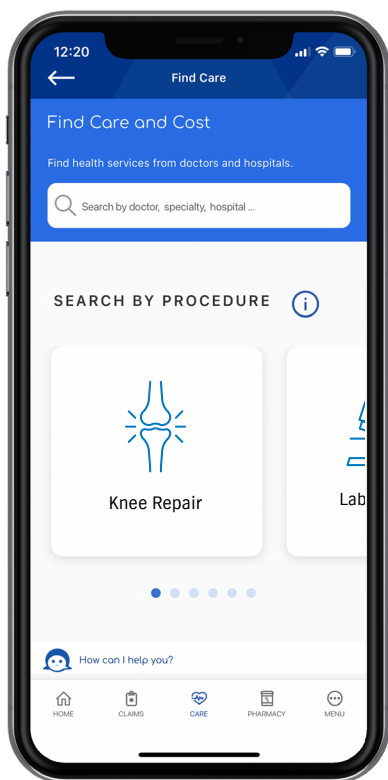 12:20
Find Care
Find Care and Cost
Find health services from doctors and hospitals.
Search by doctor, specialty, hospital ...
SEARCH BY PROCEDURE
Knee Repair
Lab
How can I help you?
HOME
CLAIMS
CARE
PHARMACY
MENU